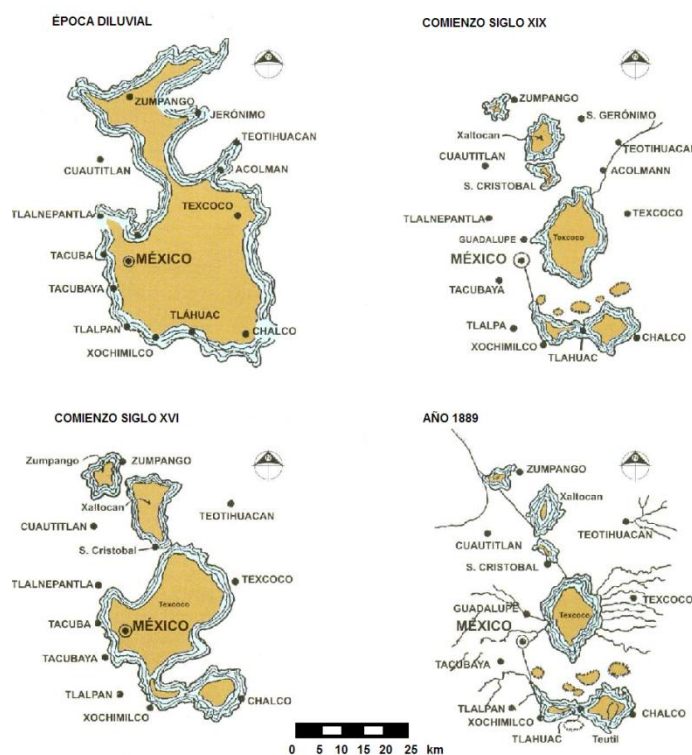 ÉPOCA DILUVIAL
ZUMPANGO
JERÓNIMO
TEOTIHUACAN
CUAUTITLAN
ACOLMAN
TLALNEPANTLA
TEXCOCO
TACUBA
MÉXICO
TACUBAYA
TLALPAN
TLÁHUAC
CHALCO
XOCHIMILCO
COMIENZO SIGLO XIX
ZUMPANGO
S. GERÓNIMO
Xaltocan
TEOTIHUACAN
CUAUTITLAN
ACOLMANN
S. CRISTOBAL
TLALNEPANTLA
TEXCOCO
GUADALUPE
Texcoco
MÉXICO
TACUBAYA
TLALPA
CHALCO
XOCHIMILCO
TLAHUAC
COMIENZO SIGLO XVI
Zumpango
ZUMPANGO
Xaltocan
TEOTIHUACAN
CUAUTITLAN
S. Cristobal
TLALNEPANTLA
TEXCOCO
Texcoco
TACUBA
MÉXICO
TACUBAYA
TLALPAN
CHALCO
XOCHIMILCO
AÑO 1889
ZUMPANGO
Xaltocan
TEOTIHUACAN
CUAUTITLAN
S. CRISTOBAL
GUADALUPE
TEXCOCO
Texcoco
MÉXICO
TACUBAYA
TLALPAN
XOCHIMILCO
CHALCO
TLAHUAC
Teutil
0 5 10 15 20 25 km